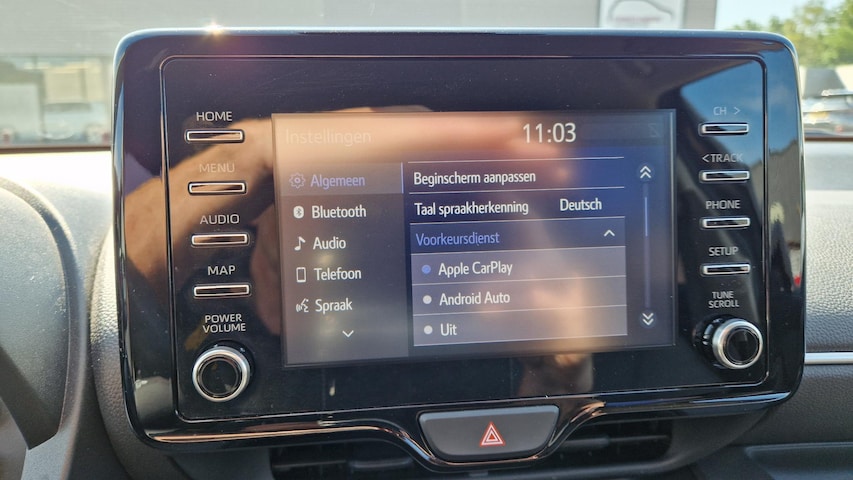 HOME
MENU
AUDIO
MAP
POWER
VOLUME
Instellingen
11:03
Algemeen
Bluetooth
Audio
Telefoon
Spraak
Beginscherm aanpassen
Taal spraakherkenning Deutsch
Voorkeursdienst
Apple CarPlay
Android Auto
Uit
CH >
< TRACK
PHONE
SETUP
TUNE
SCROLL